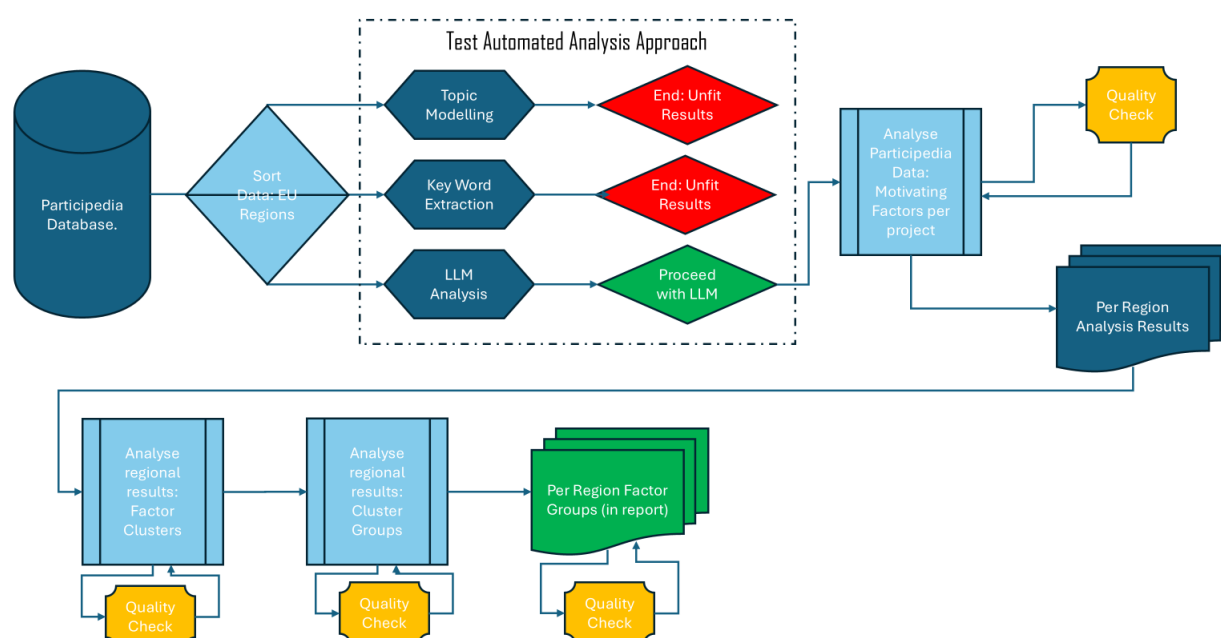 Test Automated Analysis Approach
Participedia
Database.
Sort
Data: EU
Regions
Topic
Modelling
End: Unfit
Results
Key Word
Extraction
End: Unfit
Results
LLM
Analysis
Proceed
with LLM
Analyse
Participedia
Data:
Motivating
Factors per
project
Quality
Check
Per Region
Analysis Results
Analyse
regional
results:
Factor
Clusters
Quality
Check
Analyse
regional
results:
Cluster
Groups
Quality
Check
Per Region Factor
Groups (in report)
Quality
Check